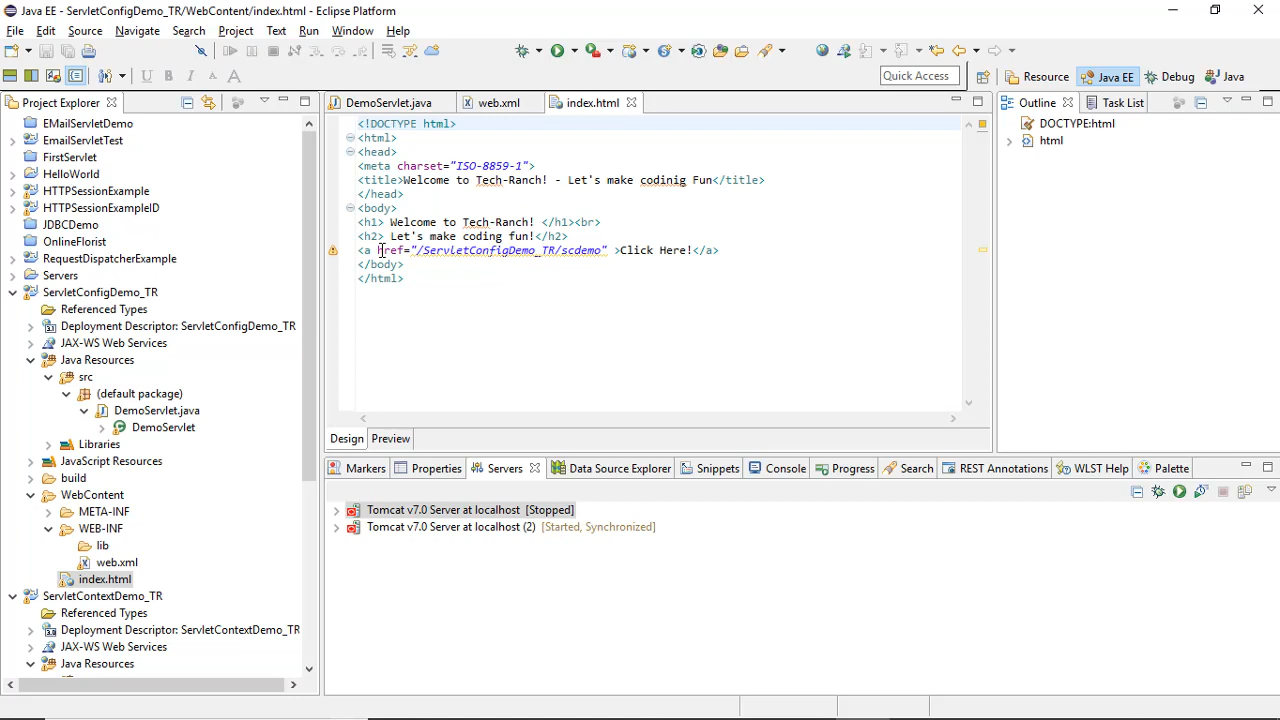 Java EE - ServletConfigDemo_TR/WebContent/index.html - Eclipse Platform
File Edit Source Navigate Search Project Text Run Window Help
Quick Access Resource Java EE Debug Java
Project Explorer
EMailServletDemo
EmailServletTest
FirstServlet
HelloWorld
HTTPSessionExample
HTTPSessionExampleID
JDBCDemo
OnlineFlorist
RequestDispatcherExample
Servers
ServletConfigDemo_TR
Referenced Types
Deployment Descriptor: ServletConfigDemo_TR
JAX-WS Web Services
Java Resources
src
(default package)
DemoServlet.java
DemoServlet
Libraries
JavaScript Resources
build
WebContent
META-INF
WEB-INF
lib
web.xml
index.html
ServletContextDemo_TR
Referenced Types
Deployment Descriptor: ServletContextDemo_TR
JAX-WS Web Services
Java Resources
DemoServlet.java web.xml index.html
<!DOCTYPE html>
<html>
<head>
<meta charset="ISO-8859-1">
<title>Welcome to Tech-Ranch! - Let's make codinig Fun</title>
</head>
<body>
<h1> Welcome to Tech-Ranch! </h1><br>
<h2> Let's make coding fun!</h2>
<a href="/ServletConfigDemo_TR/scdemo" >Click Here!</a>
</body>
</html>
Design Preview
Outline Task List
DOCTYPE:html
html
Markers Properties Servers Data Source Explorer Snippets Console Progress Search REST Annotations WLST Help Palette
Tomcat v7.0 Server at localhost [Stopped]
Tomcat v7.0 Server at localhost (2) [Started, Synchronized]